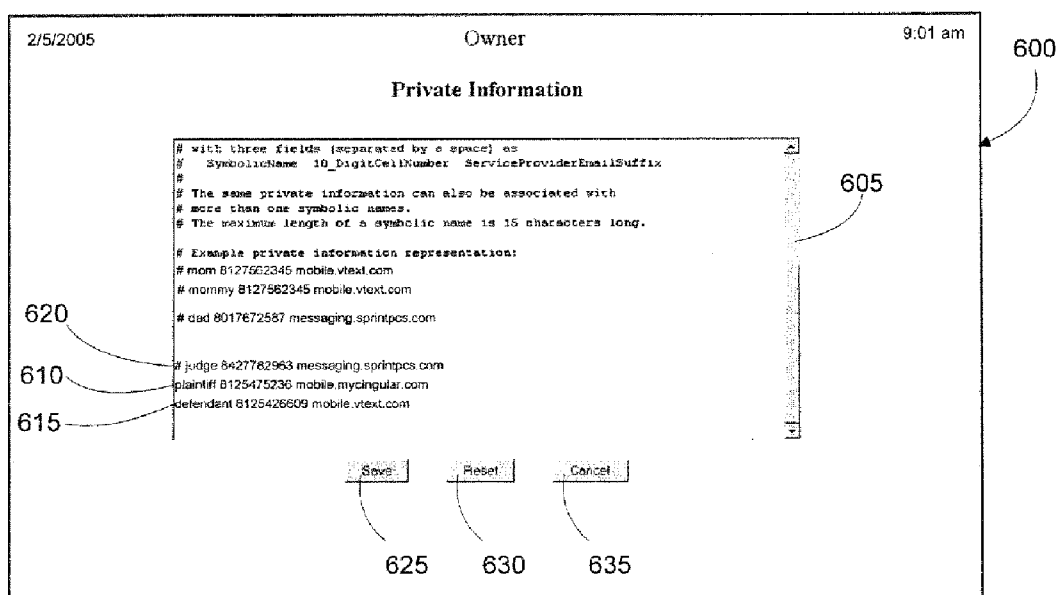 2/5/2005 Owner 9:01 am
600
Private Information
# with three fields (separated by a space) as
# SymbolicName 10_DigitCellNumber ServiceProviderEmailSuffix
#
# The same private information can also be associated with
605
# more than one symbolic names.
# The maximum length of a symbolic name is 15 characters long.
# Example private information representation:
# mom 8127562345 mobile.vtext.com
# mommy 8127562345 mobile.vtext.com
620
# dad 8017672587 messaging.sprintpcs.com
# judge 8427782963 messaging.sprintpcs.com
610
plaintiff 8125475236 mobile.mycingular.com
defendant 8125426609 mobile.vtext.com
615
Save Reset Cancel
625 630 635